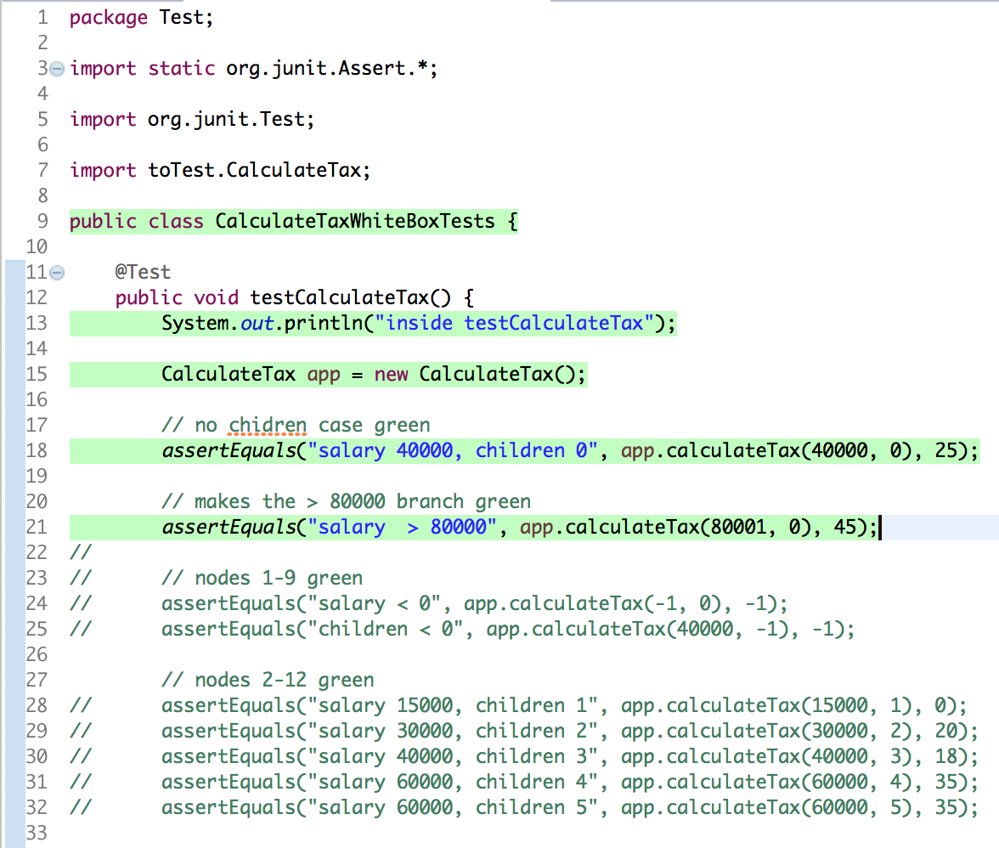 1 package Test;
2
3 import static org.junit.Assert.*;
4
5 import org.junit.Test;
6
7 import toTest.CalculateTax;
8
9 public class CalculateTaxWhiteBoxTests {
10
11     @Test
12     public void testCalculateTax() {
13         System.out.println("inside testCalculateTax");
14
15         CalculateTax app = new CalculateTax();
16
17         // no chidren case green
18         assertEquals("salary 40000, children 0", app.calculateTax(40000, 0), 25);
19
20         // makes the > 80000 branch green
21         assertEquals("salary  > 80000", app.calculateTax(80001, 0), 45);
22 //
23 //      // nodes 1-9 green
24 //      assertEquals("salary < 0", app.calculateTax(-1, 0), -1);
25 //      assertEquals("children < 0", app.calculateTax(40000, -1), -1);
26
27         // nodes 2-12 green
28 //      assertEquals("salary 15000, children 1", app.calculateTax(15000, 1), 0);
29 //      assertEquals("salary 30000, children 2", app.calculateTax(30000, 2), 20);
30 //      assertEquals("salary 40000, children 3", app.calculateTax(40000, 3), 18);
31 //      assertEquals("salary 60000, children 4", app.calculateTax(60000, 4), 35);
32 //      assertEquals("salary 60000, children 5", app.calculateTax(60000, 5), 35);
33